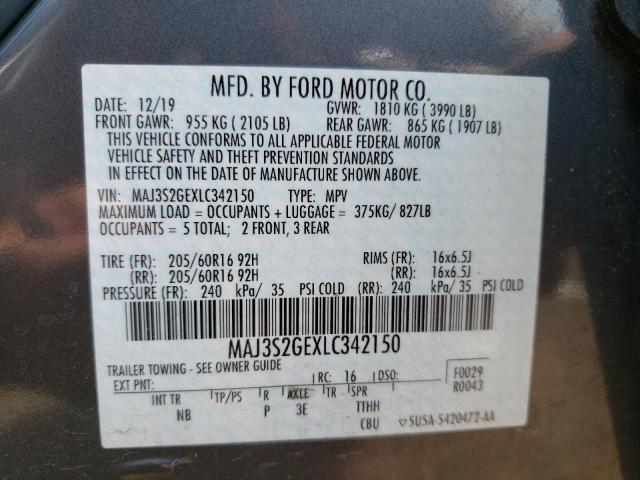 MFD. BY FORD MOTOR CO.
DATE: 12/19 GVWR: 1810 KG ( 3990 LB)
FRONT GAWR: 955 KG ( 2105 LB) REAR GAWR: 865 KG ( 1907 LB)
THIS VEHICLE CONFORMS TO ALL APPLICABLE FEDERAL MOTOR
VEHICLE SAFETY AND THEFT PREVENTION STANDARDS
IN EFFECT ON THE DATE OF MANUFACTURE SHOWN ABOVE.
VIN: MAJ3S2GEXLC342150 TYPE: MPV
MAXIMUM LOAD = OCCUPANTS + LUGGAGE = 375KG/ 827LB
OCCUPANTS = 5 TOTAL; 2 FRONT, 3 REAR
TIRE (FR): 205/60R16 92H RIMS (FR): 16x6.5J
(RR): 205/60R16 92H (RR): 16x6.5J
PRESSURE (FR): 240 kPa/ 35 PSI COLD (RR): 240 kPa/ 35 PSI COLD
MAJ3S2GEXLC342150
TRAILER TOWING - SEE OWNER GUIDE
EXT PNT: RC: 16 DSO: F0029
R0043
INT TR TP/PS R AXLE TR SPR
NB P 3E TTHH
CBU 5USA-S420472-AA